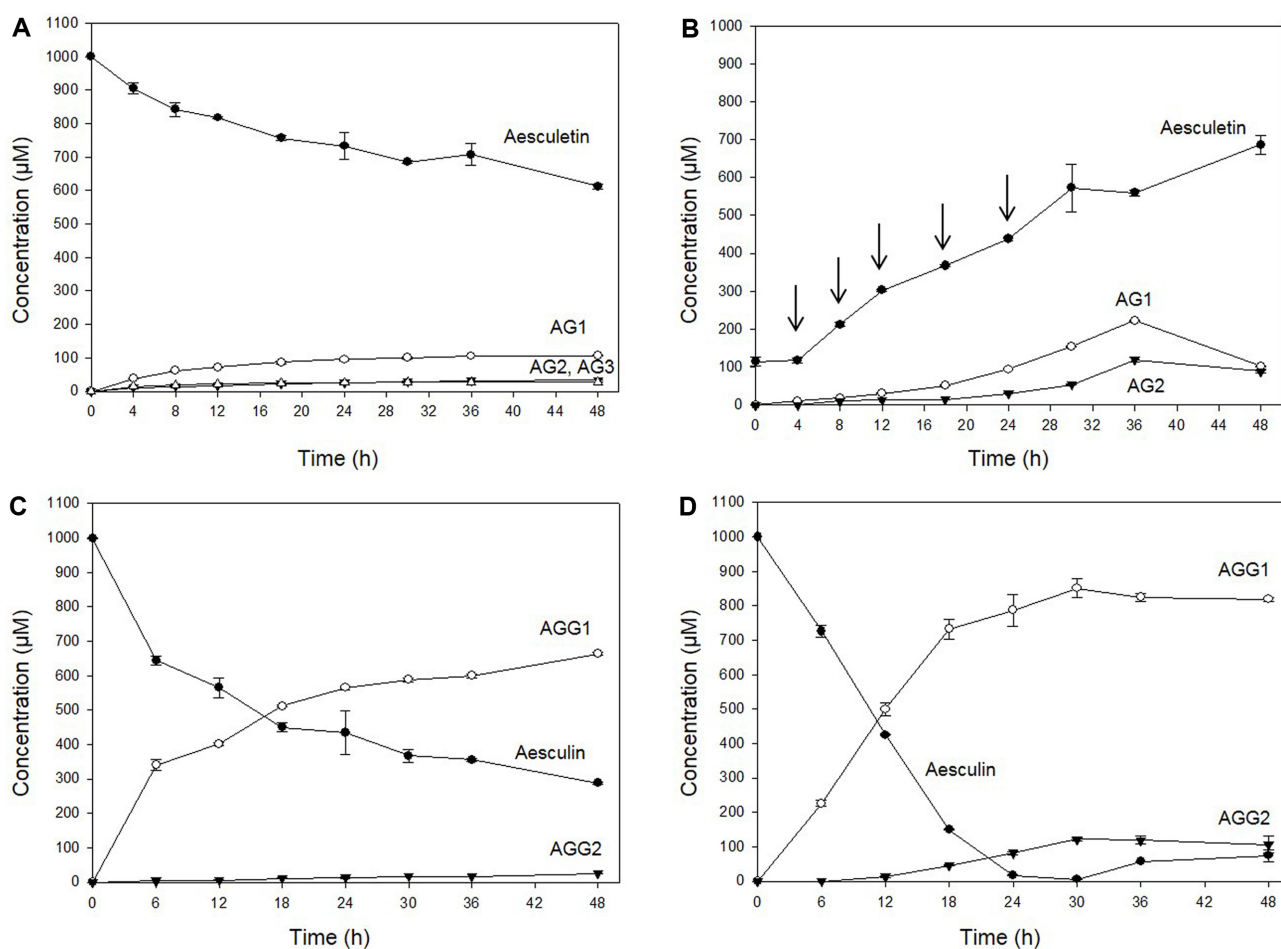 A
1100
1000
900
800
700
600
500
400
300
200
100
0
Concentration (µM)
Aesculetin
AG1
AG2, AG3
0 4 8 12 16 20 24 28 32 36 40 44 48
Time (h)
B
1000
900
800
700
600
500
400
300
200
100
0
Concentration (µM)
Aesculetin
AG1
AG2
0 4 8 12 16 20 24 28 32 36 40 44 48
Time (h)
C
1100
1000
900
800
700
600
500
400
300
200
100
0
Concentration (µM)
AGG1
Aesculin
AGG2
0 6 12 18 24 30 36 42 48
Time (h)
D
1100
1000
900
800
700
600
500
400
300
200
100
0
Concentration (µM)
AGG1
Aesculin
AGG2
0 6 12 18 24 30 36 42 48
Time (h)